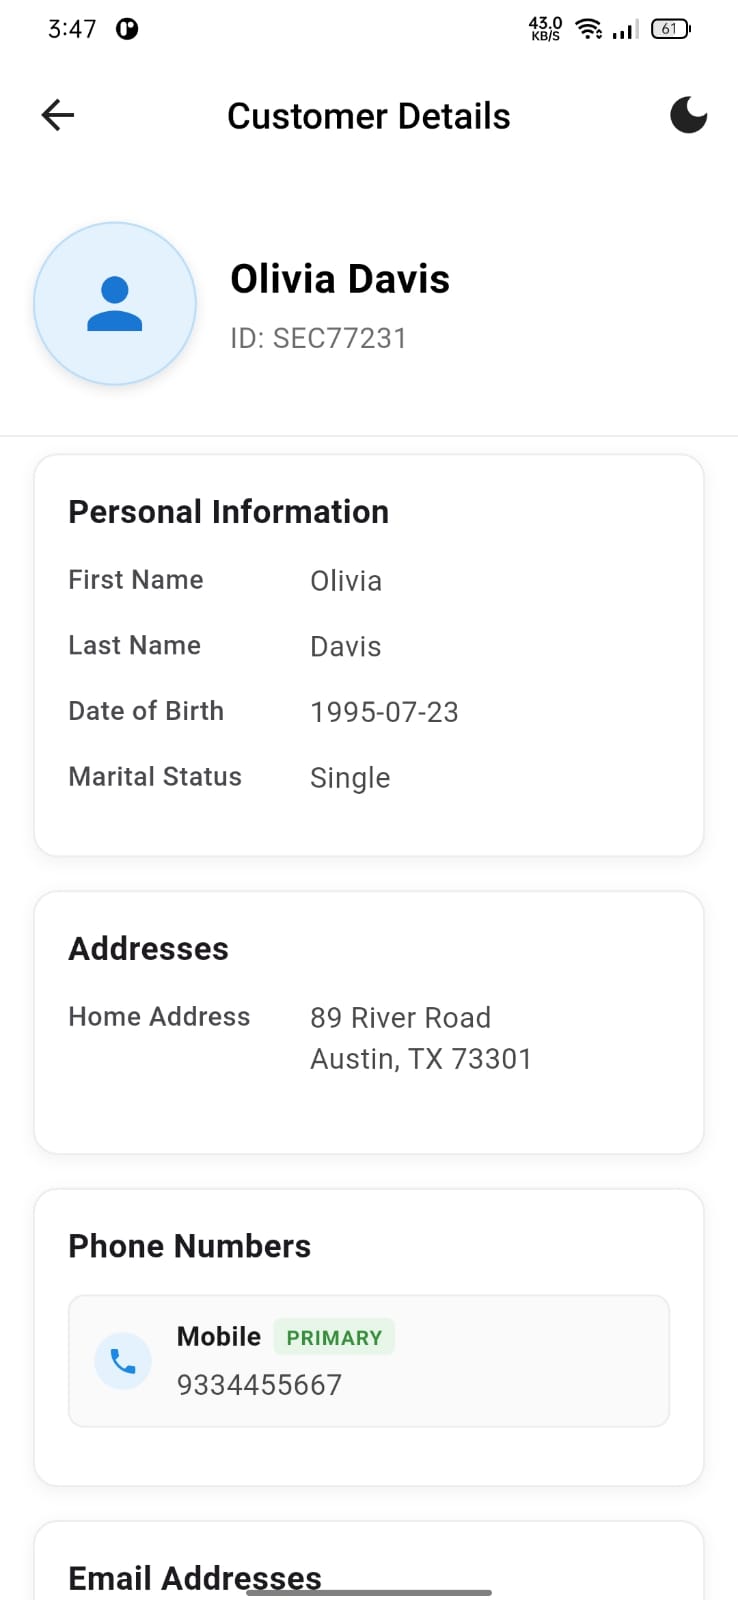 3:47
43.0
KB/S
61
Customer Details
Olivia Davis
ID: SEC77231
Personal Information
First Name Olivia
Last Name Davis
Date of Birth 1995-07-23
Marital Status Single
Addresses
Home Address 89 River Road
Austin, TX 73301
Phone Numbers
Mobile PRIMARY
9334455667
Email Addresses